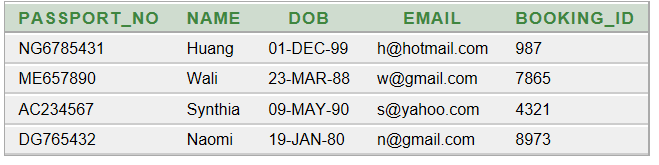 PASSPORT_NO NAME DOB EMAIL BOOKING_ID
NG6785431 Huang 01-DEC-99 h@hotmail.com 987
ME657890 Wali 23-MAR-88 w@gmail.com 7865
AC234567 Synthia 09-MAY-90 s@yahoo.com 4321
DG765432 Naomi 19-JAN-80 n@gmail.com 8973